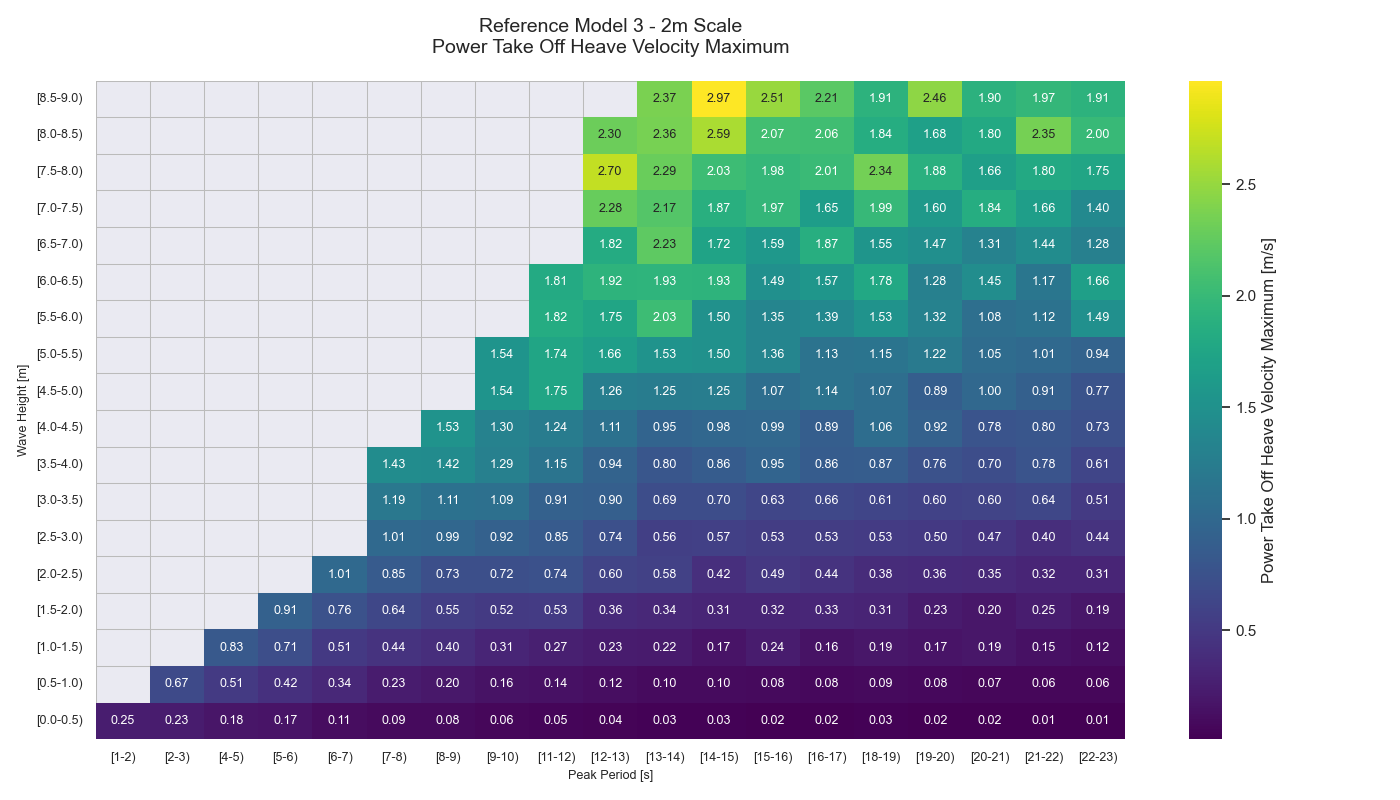 Reference Model 3 - 2m Scale
Power Take Off Heave Velocity Maximum
[8.5-9.0) 2.37 2.97 2.51 2.21 1.91 2.46 1.90 1.97 1.91
[8.0-8.5) 2.30 2.36 2.59 2.07 2.06 1.84 1.68 1.80 2.35 2.00
[7.5-8.0) 2.70 2.29 2.03 1.98 2.01 2.34 1.88 1.66 1.80 1.75
[7.0-7.5) 2.28 2.17 1.87 1.97 1.65 1.99 1.60 1.84 1.66 1.40
[6.5-7.0) 1.82 2.23 1.72 1.59 1.87 1.55 1.47 1.31 1.44 1.28
[6.0-6.5) 1.81 1.92 1.93 1.93 1.49 1.57 1.78 1.28 1.45 1.17 1.66
[5.5-6.0) 1.82 1.75 2.03 1.50 1.35 1.39 1.53 1.32 1.08 1.12 1.49
[5.0-5.5) 1.54 1.74 1.66 1.53 1.50 1.36 1.13 1.15 1.22 1.05 1.01 0.94
[4.5-5.0) 1.54 1.75 1.26 1.25 1.25 1.07 1.14 1.07 0.89 1.00 0.91 0.77
[4.0-4.5) 1.53 1.30 1.24 1.11 0.95 0.98 0.99 0.89 1.06 0.92 0.78 0.80 0.73
[3.5-4.0) 1.43 1.42 1.29 1.15 0.94 0.80 0.86 0.95 0.86 0.87 0.76 0.70 0.78 0.61
[3.0-3.5) 1.19 1.11 1.09 0.91 0.90 0.69 0.70 0.63 0.66 0.61 0.60 0.60 0.64 0.51
[2.5-3.0) 1.01 0.99 0.92 0.85 0.74 0.56 0.57 0.53 0.53 0.53 0.50 0.47 0.40 0.44
[2.0-2.5) 1.01 0.85 0.73 0.72 0.74 0.60 0.58 0.42 0.49 0.44 0.38 0.36 0.35 0.32 0.31
[1.5-2.0) 0.91 0.76 0.64 0.55 0.52 0.53 0.36 0.34 0.31 0.32 0.33 0.31 0.23 0.20 0.25 0.19
[1.0-1.5) 0.83 0.71 0.51 0.44 0.40 0.31 0.27 0.23 0.22 0.17 0.24 0.16 0.19 0.17 0.19 0.15 0.12
[0.5-1.0) 0.67 0.51 0.42 0.34 0.23 0.20 0.16 0.14 0.12 0.10 0.10 0.08 0.08 0.09 0.08 0.07 0.06 0.06
[0.0-0.5) 0.25 0.23 0.18 0.17 0.11 0.09 0.08 0.06 0.05 0.04 0.03 0.03 0.02 0.02 0.03 0.02 0.02 0.01 0.01
[1-2) [2-3) [4-5) [5-6) [6-7) [7-8) [8-9) [9-10) [11-12) [12-13) [13-14) [14-15) [15-16) [16-17) [18-19) [19-20) [20-21) [21-22) [22-23)
Peak Period [s]
Wave Height [m]
2.5
2.0
1.5
1.0
0.5
Power Take Off Heave Velocity Maximum [m/s]